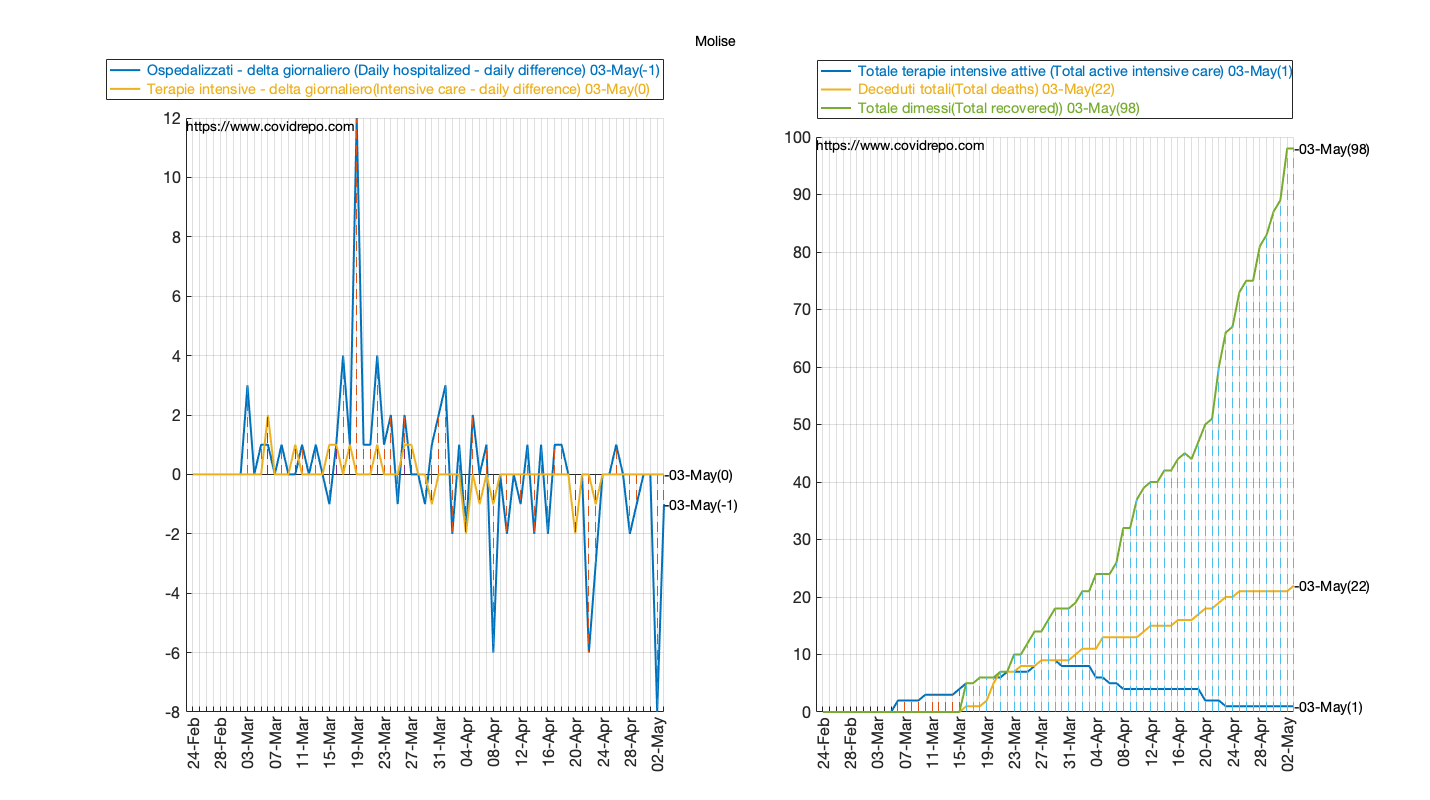 Molise
Ospedalizzati - delta giornaliero (Daily hospitalized - daily difference) 03-May(-1)
Terapie intensive - delta giornaliero(Intensive care - daily difference) 03-May(0)
https://www.covidrepo.com
12
10
8
6
4
2
0
-2
-4
-6
-8
-03-May(0)
-03-May(-1)
24-Feb
28-Feb
03-Mar
07-Mar
11-Mar
15-Mar
19-Mar
23-Mar
27-Mar
31-Mar
04-Apr
08-Apr
12-Apr
16-Apr
20-Apr
24-Apr
28-Apr
02-May
Totale terapie intensive attive (Total active intensive care) 03-May(1)
Deceduti totali(Total deaths) 03-May(22)
Totale dimessi(Total recovered)) 03-May(98)
https://www.covidrepo.com
100
90
80
70
60
50
40
30
20
10
0
-03-May(98)
-03-May(22)
-03-May(1)
24-Feb
28-Feb
03-Mar
07-Mar
11-Mar
15-Mar
19-Mar
23-Mar
27-Mar
31-Mar
04-Apr
08-Apr
12-Apr
16-Apr
20-Apr
24-Apr
28-Apr
02-May